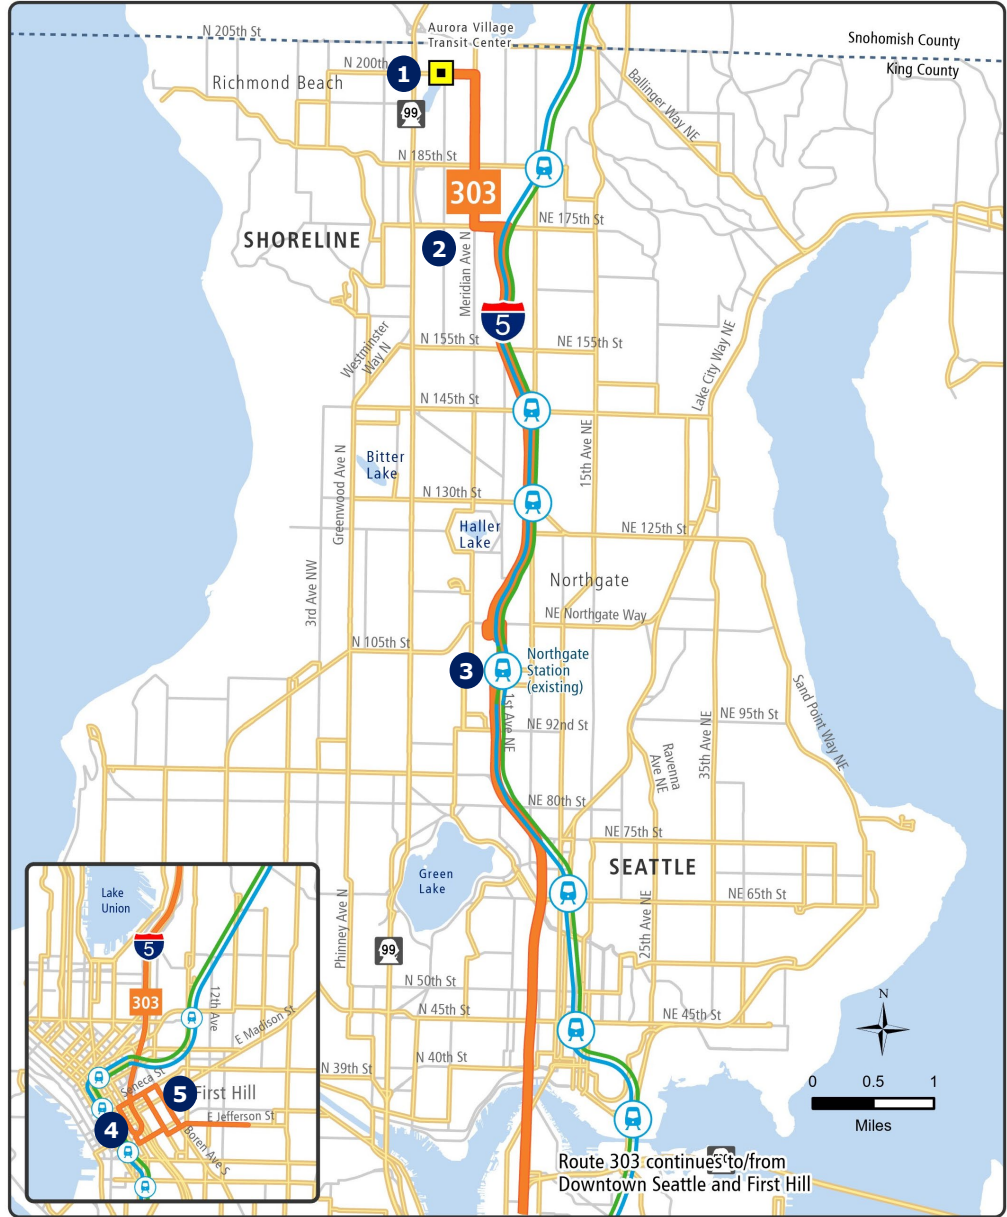 N 205th St
Aurora Village
Transit Center
Snohomish County
King County
N 200th
1
Richmond Beach
99
Ballinger Way NE
N 185th St
303
NE 175th St
SHORELINE
2
Meridian Ave N
5
Westminster
Way N
N 155th St
NE 155th St
Lake City Way NE
N 145th St
15th Ave NE
Bitter
Lake
Greenwood Ave N
N 130th St
Haller
Lake
NE 125th St
3rd Ave NW
Northgate
NE Northgate Way
N 105th St
3
Northgate
Station
(existing)
1st Ave NE
NE 92nd St
NE 95th St
Sand Point Way NE
35th Ave NE
Ravenna
Ave NE
NE 80th St
NE 75th St
SEATTLE
Green
Lake
NE 65th St
25th Ave NE
Phinney Ave N
99
N 50th St
N 45th St
NE 45th St
N 40th St
N 39th St
N
0 0.5 1
Miles
Route 303 continues to/from
Downtown Seattle and First Hill
Lake
Union
5
303
12th Ave
E Madison St
Seneca St
5
First Hill
4
E Jefferson St
Boren Ave S